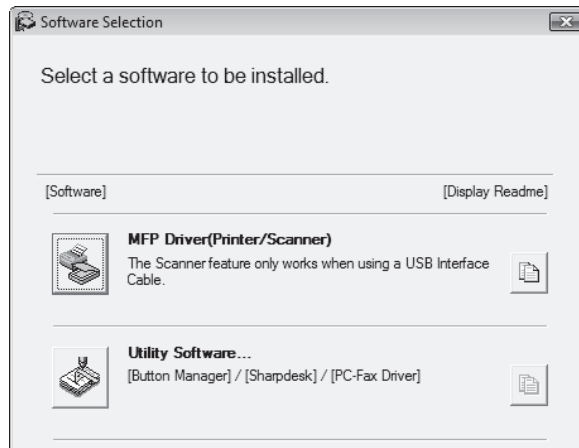 Software Selection
Select a software to be installed.
[Software] [Display Readme]
MFP Driver(Printer/Scanner)
The Scanner feature only works when using a USB Interface
Cable.
Utility Software...
[Button Manager] / [Sharpdesk] / [PC-Fax Driver]